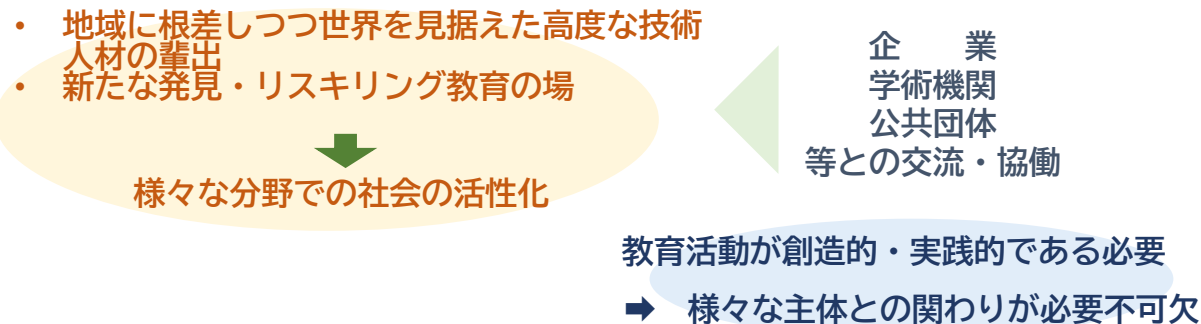 ・ 地域に根差しつつ世界を見据えた高度な技術
人材の輩出
・ 新たな発見・リスキリング教育の場
様々な分野での社会の活性化
企　　業
学術機関
公共団体
等との交流・協働
教育活動が創造的・実践的である必要
➡ 様々な主体との関わりが必要不可欠